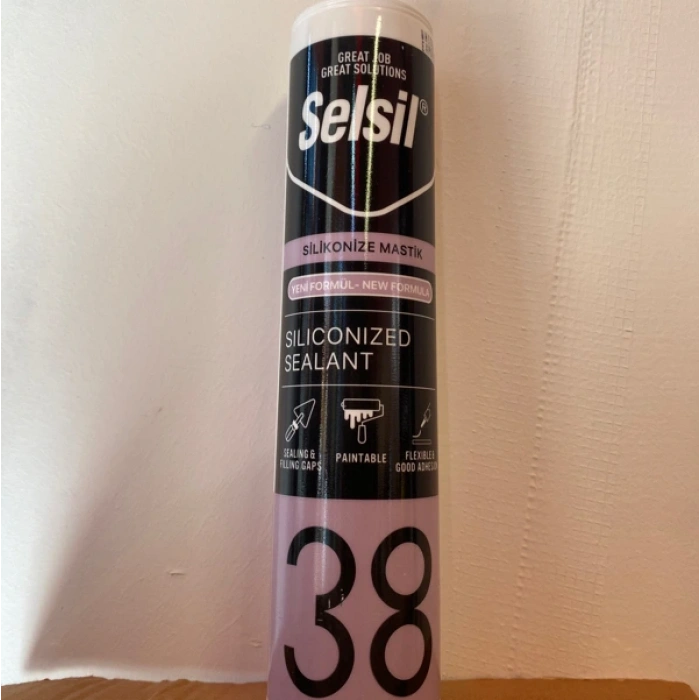 GREAT JOB
GREAT SOLUTIONS
Selsil®
SİLİKONİZE MASTİK
YENİ FORMÜL- NEW FORMULA
SILICONIZED
SEALANT
SEALING &
FILLING GAPS
PAINTABLE
FLEXIBLE &
GOOD ADHESION
38